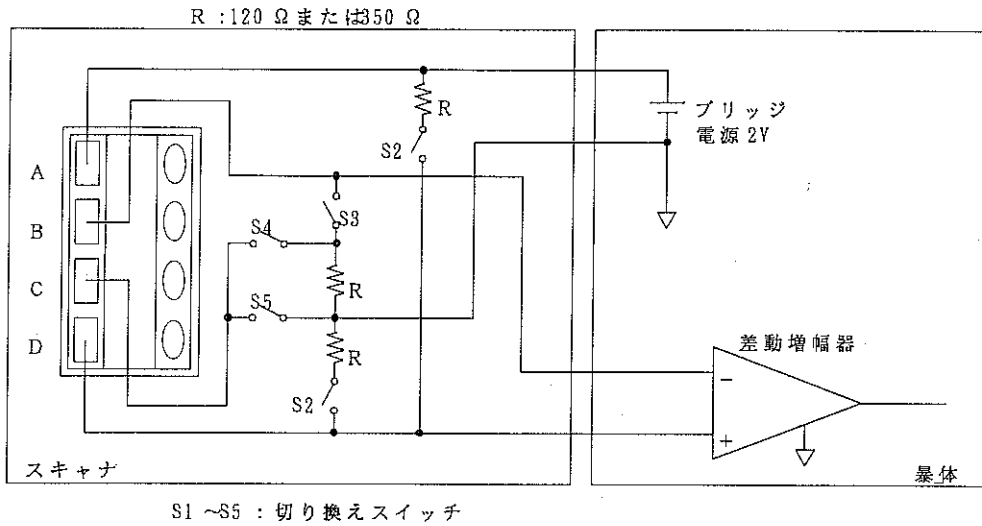 R :120 Ωまたは350 Ω
R
S2
ブリッジ
電源 2V
A
B
C
D
S3
S4
R
S5
R
S2
差動増幅器
−
+
スキャナ
暴体
S1 ~S5 : 切り換えスイッチ